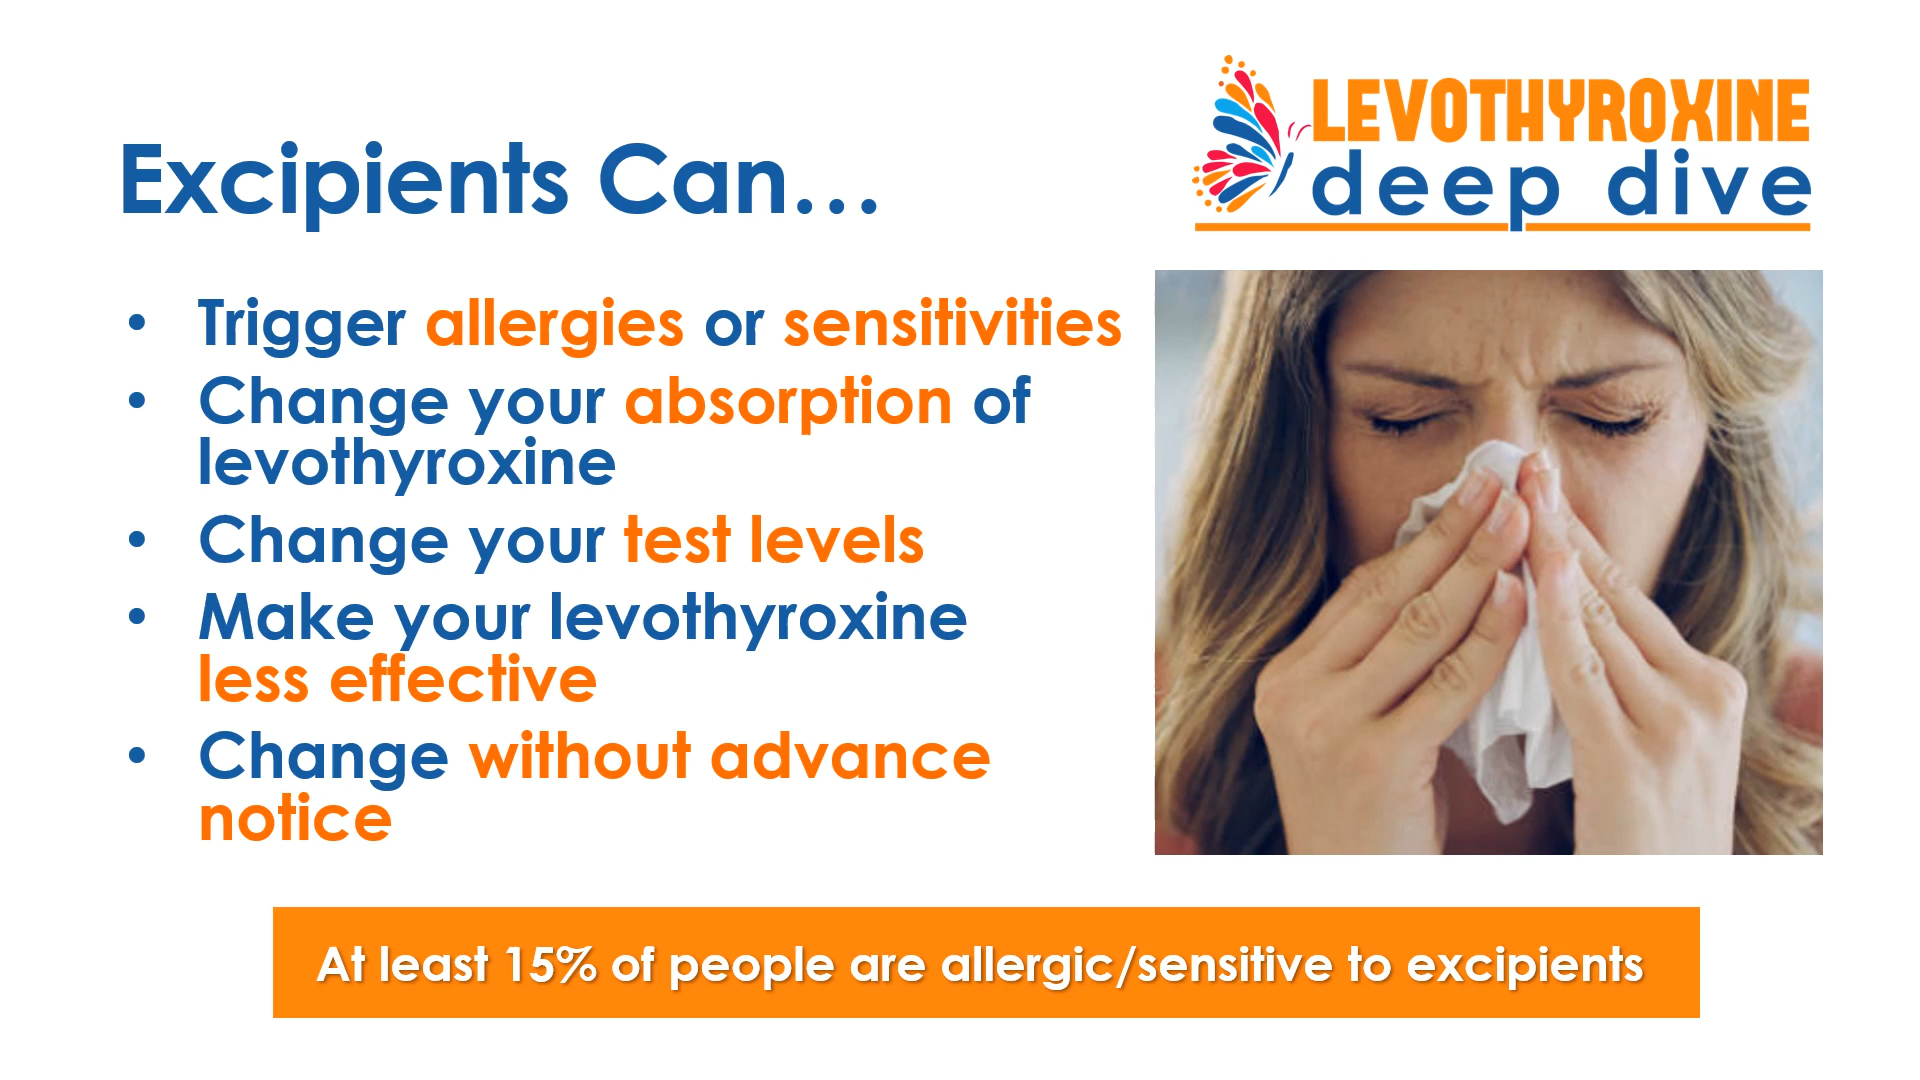 LEVOTHYROXINE
deep dive
Excipients Can…
• Trigger allergies or sensitivities
• Change your absorption of
levothyroxine
• Change your test levels
• Make your levothyroxine
less effective
• Change without advance
notice
At least 15% of people are allergic/sensitive to excipients